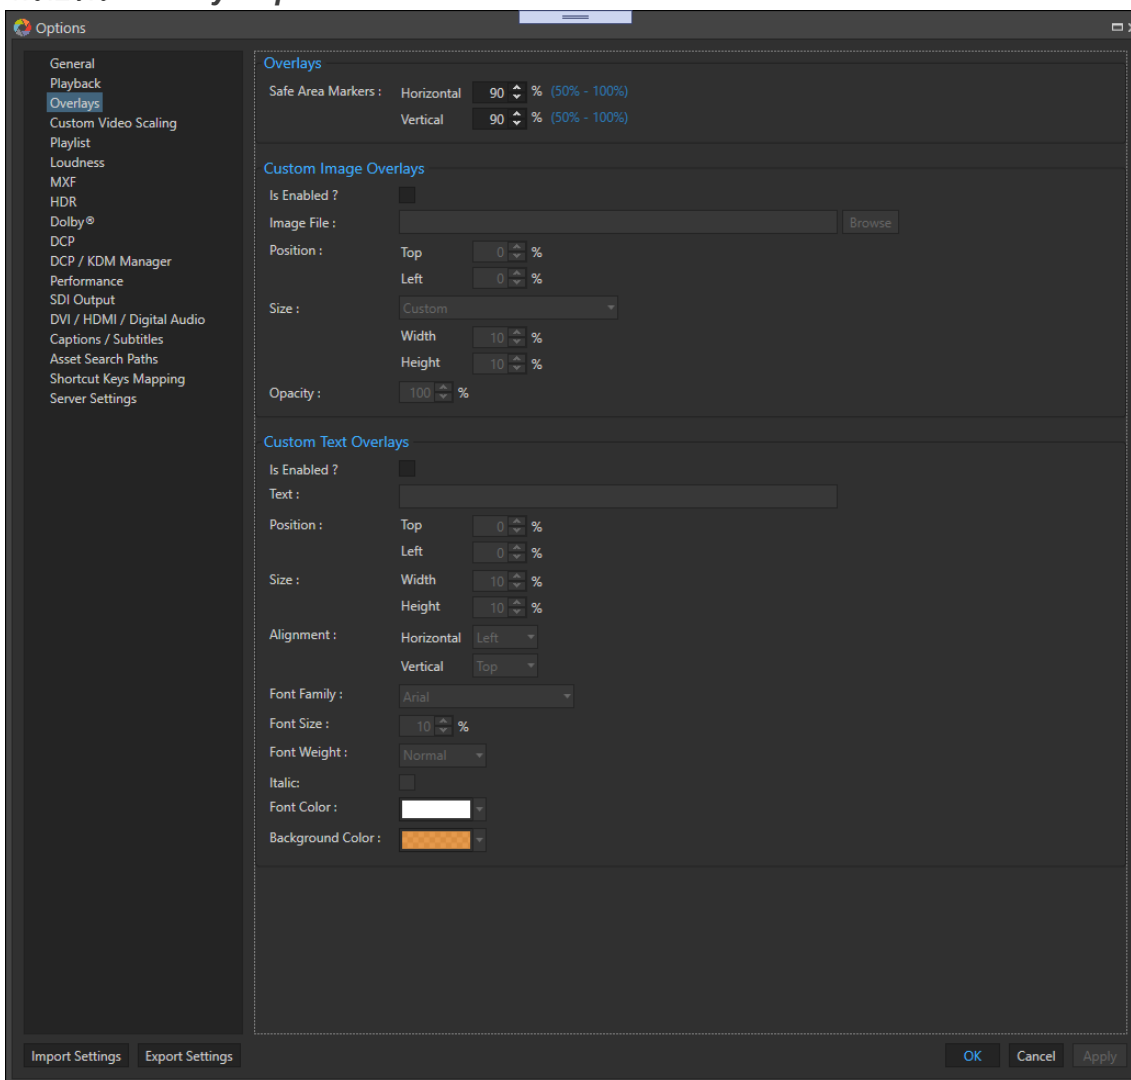 Options
General
Playback
Overlays
Custom Video Scaling
Playlist
Loudness
MXF
HDR
Dolby®
DCP
DCP / KDM Manager
Performance
SDI Output
DVI / HDMI / Digital Audio
Captions / Subtitles
Asset Search Paths
Shortcut Keys Mapping
Server Settings
Overlays
Safe Area Markers : Horizontal 90 % (50% - 100%)
Vertical 90 % (50% - 100%)
Custom Image Overlays
Is Enabled ?
Image File : Browse
Position : Top 0 %
Left 0 %
Size : Custom
Width 10 %
Height 10 %
Opacity : 100 %
Custom Text Overlays
Is Enabled ?
Text :
Position : Top 0 %
Left 0 %
Size : Width 10 %
Height 10 %
Alignment : Horizontal Left
Vertical Top
Font Family : Arial
Font Size : 10 %
Font Weight : Normal
Italic:
Font Color :
Background Color :
Import Settings Export Settings OK Cancel Apply